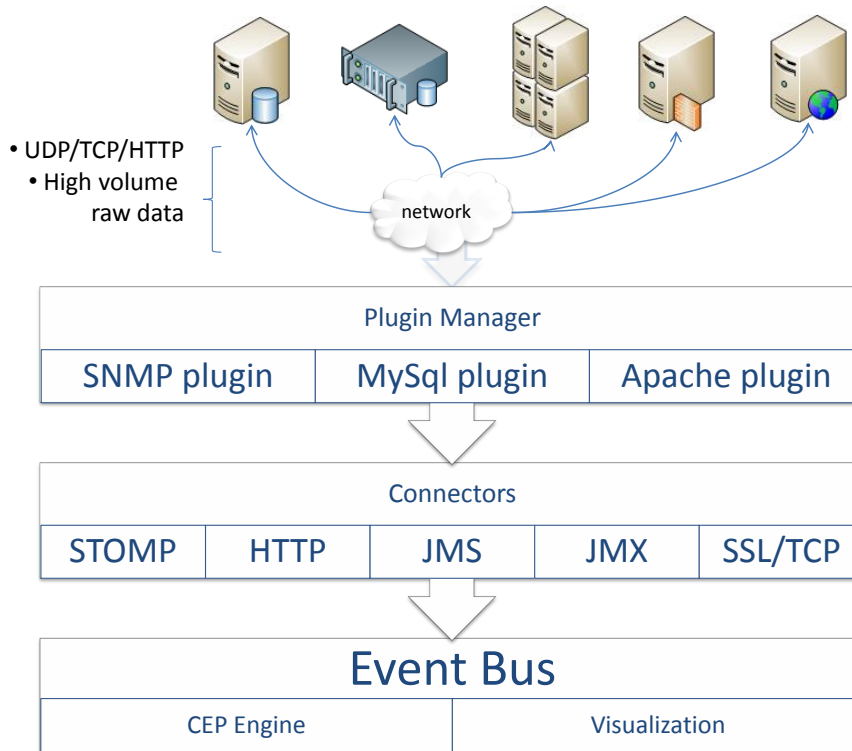 • UDP/TCP/HTTP
• High volume
raw data
network
Plugin Manager
SNMP plugin
MySql plugin
Apache plugin
Connectors
STOMP
HTTP
JMS
JMX
SSL/TCP
Event Bus
CEP Engine
Visualization